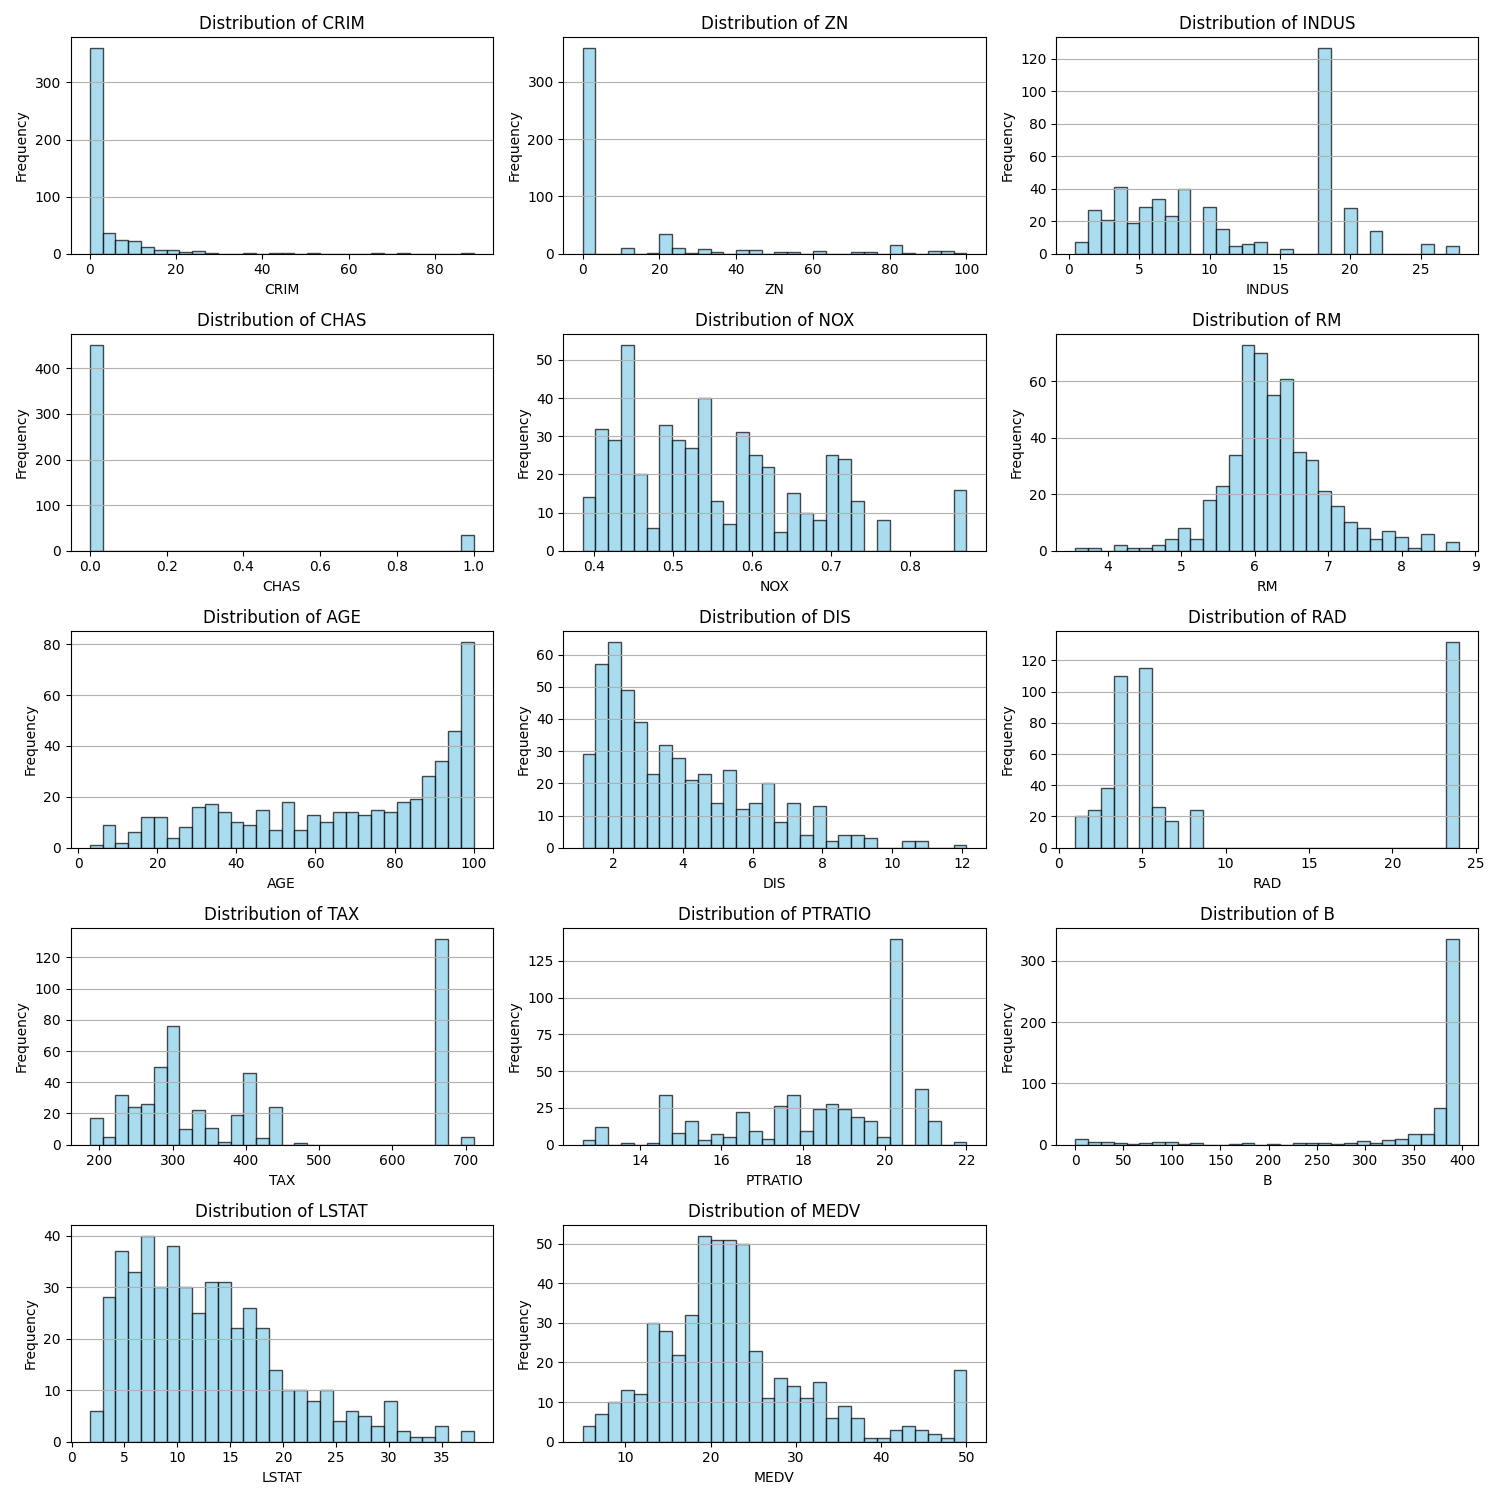 Distribution of CRIM
Frequency
300
200
100
0
0 20 40 60 80
CRIM
Distribution of ZN
Frequency
300
200
100
0
0 20 40 60 80 100
ZN
Distribution of INDUS
Frequency
120
100
80
60
40
20
0
0 5 10 15 20 25
INDUS
Distribution of CHAS
Frequency
400
300
200
100
0
0.0 0.2 0.4 0.6 0.8 1.0
CHAS
Distribution of NOX
Frequency
50
40
30
20
10
0
0.4 0.5 0.6 0.7 0.8
NOX
Distribution of RM
Frequency
60
40
20
0
4 5 6 7 8 9
RM
Distribution of AGE
Frequency
80
60
40
20
0
0 20 40 60 80 100
AGE
Distribution of DIS
Frequency
60
50
40
30
20
10
0
2 4 6 8 10 12
DIS
Distribution of RAD
Frequency
120
100
80
60
40
20
0
0 5 10 15 20 25
RAD
Distribution of TAX
Frequency
120
100
80
60
40
20
0
200 300 400 500 600 700
TAX
Distribution of PTRATIO
Frequency
125
100
75
50
25
0
14 16 18 20 22
PTRATIO
Distribution of B
Frequency
300
200
100
0
0 50 100 150 200 250 300 350 400
B
Distribution of LSTAT
Frequency
40
30
20
10
0
0 5 10 15 20 25 30 35
LSTAT
Distribution of MEDV
Frequency
50
40
30
20
10
0
10 20 30 40 50
MEDV